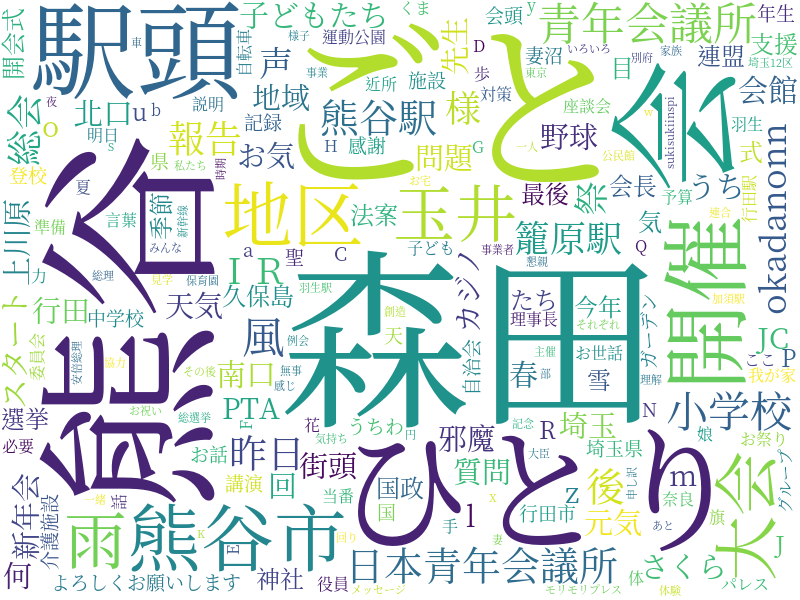 森田
熊谷
ひとり
ごと
駅頭
会
開催
地区
玉井
熊谷市
大会
雨
小学校
日本青年会議所
青年会議所
okadanonn
熊谷駅
籠原駅
子どもたち
先生
声
地域
様
北口
総会
報告
お気
問題
野球
祭
式
会館
連盟
支援
目
年生
開会式
くま
自転車
運動公園
会頭
y
妻沼
いろいろ
別府
家族
埼玉12区
様子
車
事業
近所
施設
D
歩
対策
東京
座談会
羽生
sukisukimspi
w
夜
u
b
説明
明日
s
O
記録
H
感謝
G
一人
公民館
予算
行田駅
県
私たち
時期
登校
夏
季節
言葉
新幹線
準備
みんな
上川原
力
総理
保育園
法案
最後
会長
うち
気
連合
Q
子ども
事業者
a
聖
C
IR
カジノ
天気
久保島
羽生駅
創造
天
懇親
加須駅
スタート
行田
中学校
見学
風
例会
たち
理事長
今年
それぞれ
ガーデン
ここ
P
JC
委員会
安倍総理
協力
その後
南口
無事
感じ
自治会
春
お世話
雪
主催
部
理解
我が家
選挙
PTA
お祝い
総選挙
F
花
うちわ
円
邪魔
R
埼玉
N
娘
お祭り
必要
お話
昨日
気持ち
街頭
記念
大臣
埼玉県
グループ
新年会
一緒
話
講演
回
当番
質問
国政
国
m
z
後
申し訳
奈良
介護施設
K
E
回り
手
l
行田市
元気
あと
旗
J
何
よろしくお願いします
神社
役員
メッセージ
妻
x
モリモリブレス
体
体験
さくら
パレス